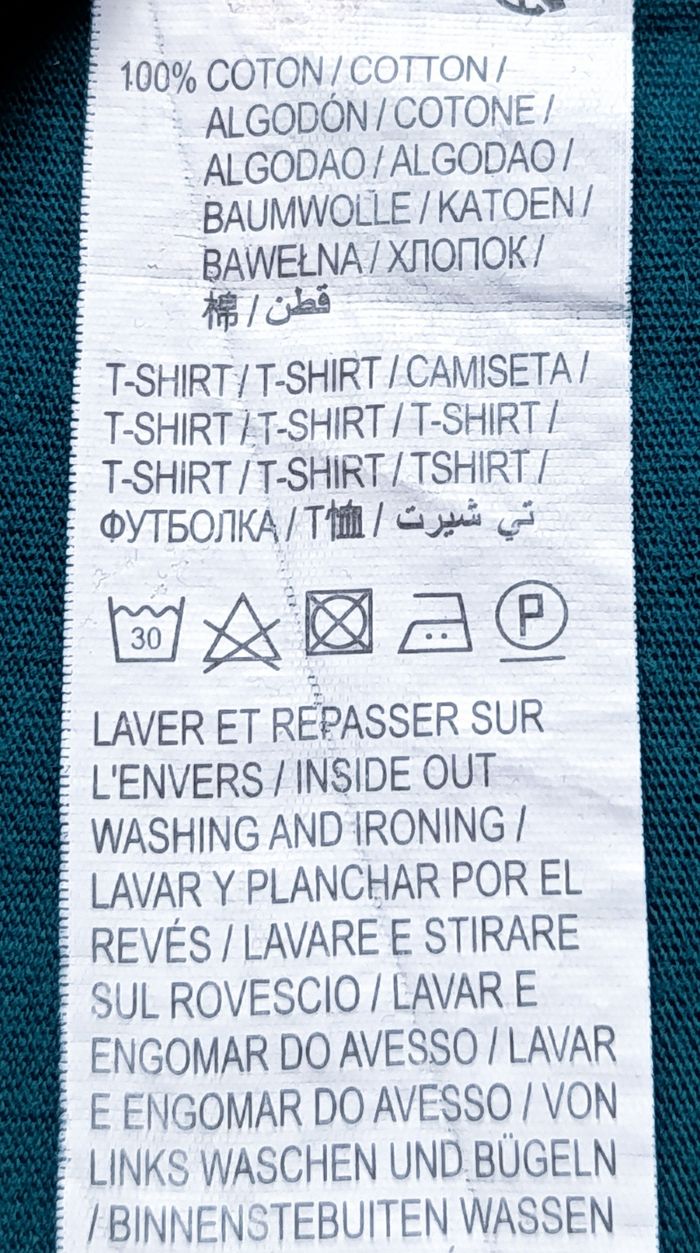 100% COTON / COTTON /
ALGODÓN / COTONE /
ALGODAO / ALGODAO /
BAUMWOLLE / KATOEN /
BAWEŁNA / ХЛОПОК /
棉 / قطن
T-SHIRT / T-SHIRT / CAMISETA /
T-SHIRT / T-SHIRT / T-SHIRT /
T-SHIRT / T-SHIRT / TSHIRT /
ФУТБОЛКА / T恤 / تي شيرت
30 P
LAVER ET REPASSER SUR
L'ENVERS / INSIDE OUT
WASHING AND IRONING /
LAVAR Y PLANCHAR POR EL
REVÉS / LAVARE E STIRARE
SUL ROVESCIO / LAVAR E
ENGOMAR DO AVESSO / LAVAR
E ENGOMAR DO AVESSO / VON
LINKS WASCHEN UND BÜGELN
/ BINNENSTEBUITEN WASSEN